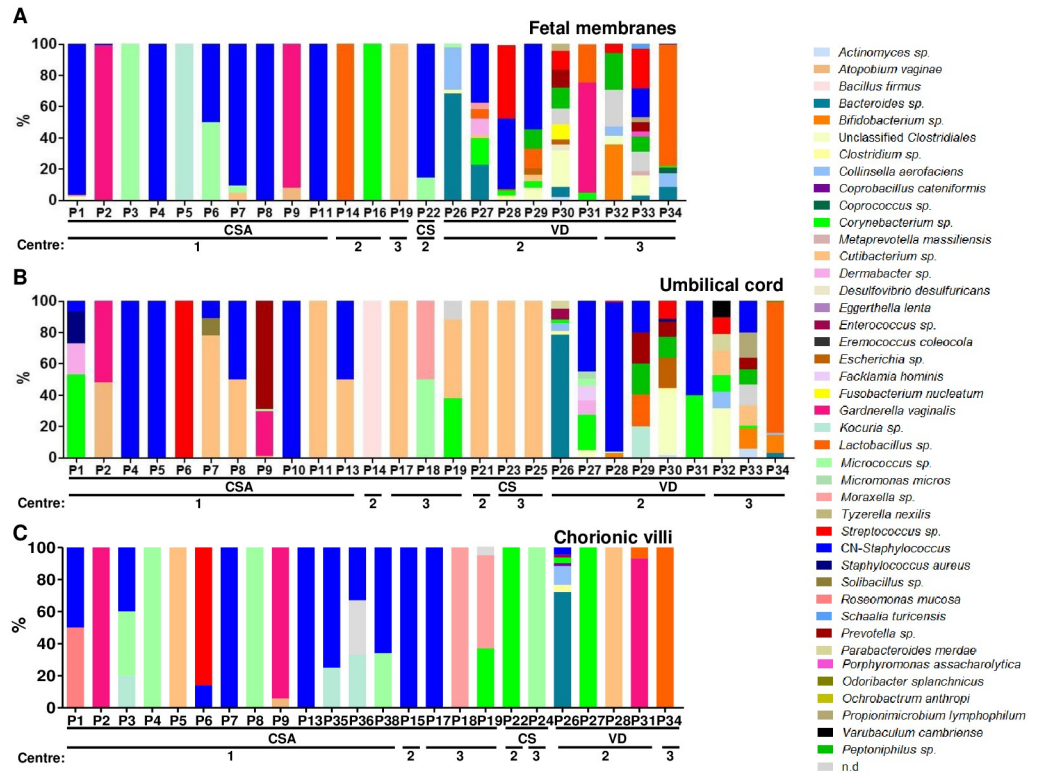 A
Fetal membranes
100
80
60
40
20
0
%
P1 P2 P3 P4 P5 P6 P7 P8 P9 P11 P14 P16 P19 P22 P26 P27 P28 P29 P30 P31 P32 P33 P34
CSA CS VD
Centre: 1 2 3 2 2 3
B
Umbilical cord
100
80
60
40
20
0
%
P1 P2 P4 P5 P6 P7 P8 P9 P10 P11 P13 P14 P17 P18 P19 P21 P23 P25 P26 P27 P28 P29 P30 P31 P32 P33 P34
CSA CS VD
Centre: 1 2 3 2 3 2 3
C
Chorionic villi
100
80
60
40
20
0
%
P1 P2 P3 P4 P5 P6 P7 P8 P9 P13 P35 P36 P38 P15 P17 P18 P19 P22 P24 P26 P27 P28 P31 P34
CSA CS VD
Centre: 1 2 3 2 3 2 3
Actinomyces sp.
Atopobium vaginae
Bacillus firmus
Bacteroides sp.
Bifidobacterium sp.
Unclassified Clostridiales
Clostridium sp.
Collinsella aerofaciens
Coprobacillus cateniformis
Coprococcus sp.
Corynebacterium sp.
Metaprevotella massiliensis
Cutibacterium sp.
Dermabacter sp.
Desulfovibrio desulfuricans
Eggerthella lenta
Enterococcus sp.
Eremococcus coleocola
Escherichia sp.
Facklamia hominis
Fusobacterium nucleatum
Gardnerella vaginalis
Kocuria sp.
Lactobacillus sp.
Micrococcus sp.
Micromonas micros
Moraxella sp.
Tyzerella nexilis
Streptococcus sp.
CN-Staphylococcus
Staphylococcus aureus
Solibacillus sp.
Roseomonas mucosa
Schaalia turicensis
Prevotella sp.
Parabacteroides merdae
Porphyromonas assacharolytica
Odoribacter splanchnicus
Ochrobactrum anthropi
Propionimicrobium lymphophilum
Varubaculum cambriense
Peptoniphilus sp.
n.d